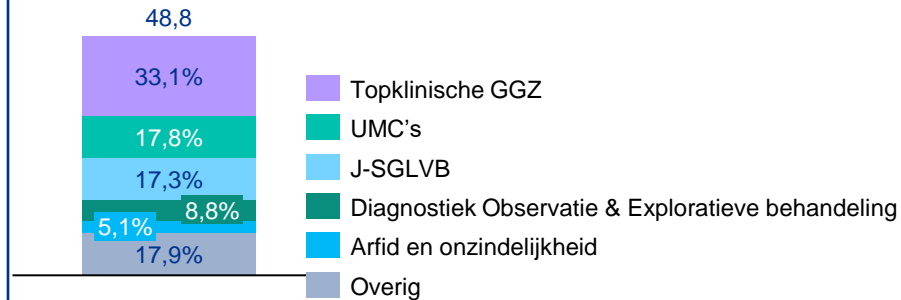 48,8
33,1%
17,8%
17,3%
8,8%
5,1%
17,9%
Topklinische GGZ
UMC's
J-SGLVB
Diagnostiek Observatie & Exploratieve behandeling
Arfid en onzindelijkheid
Overig